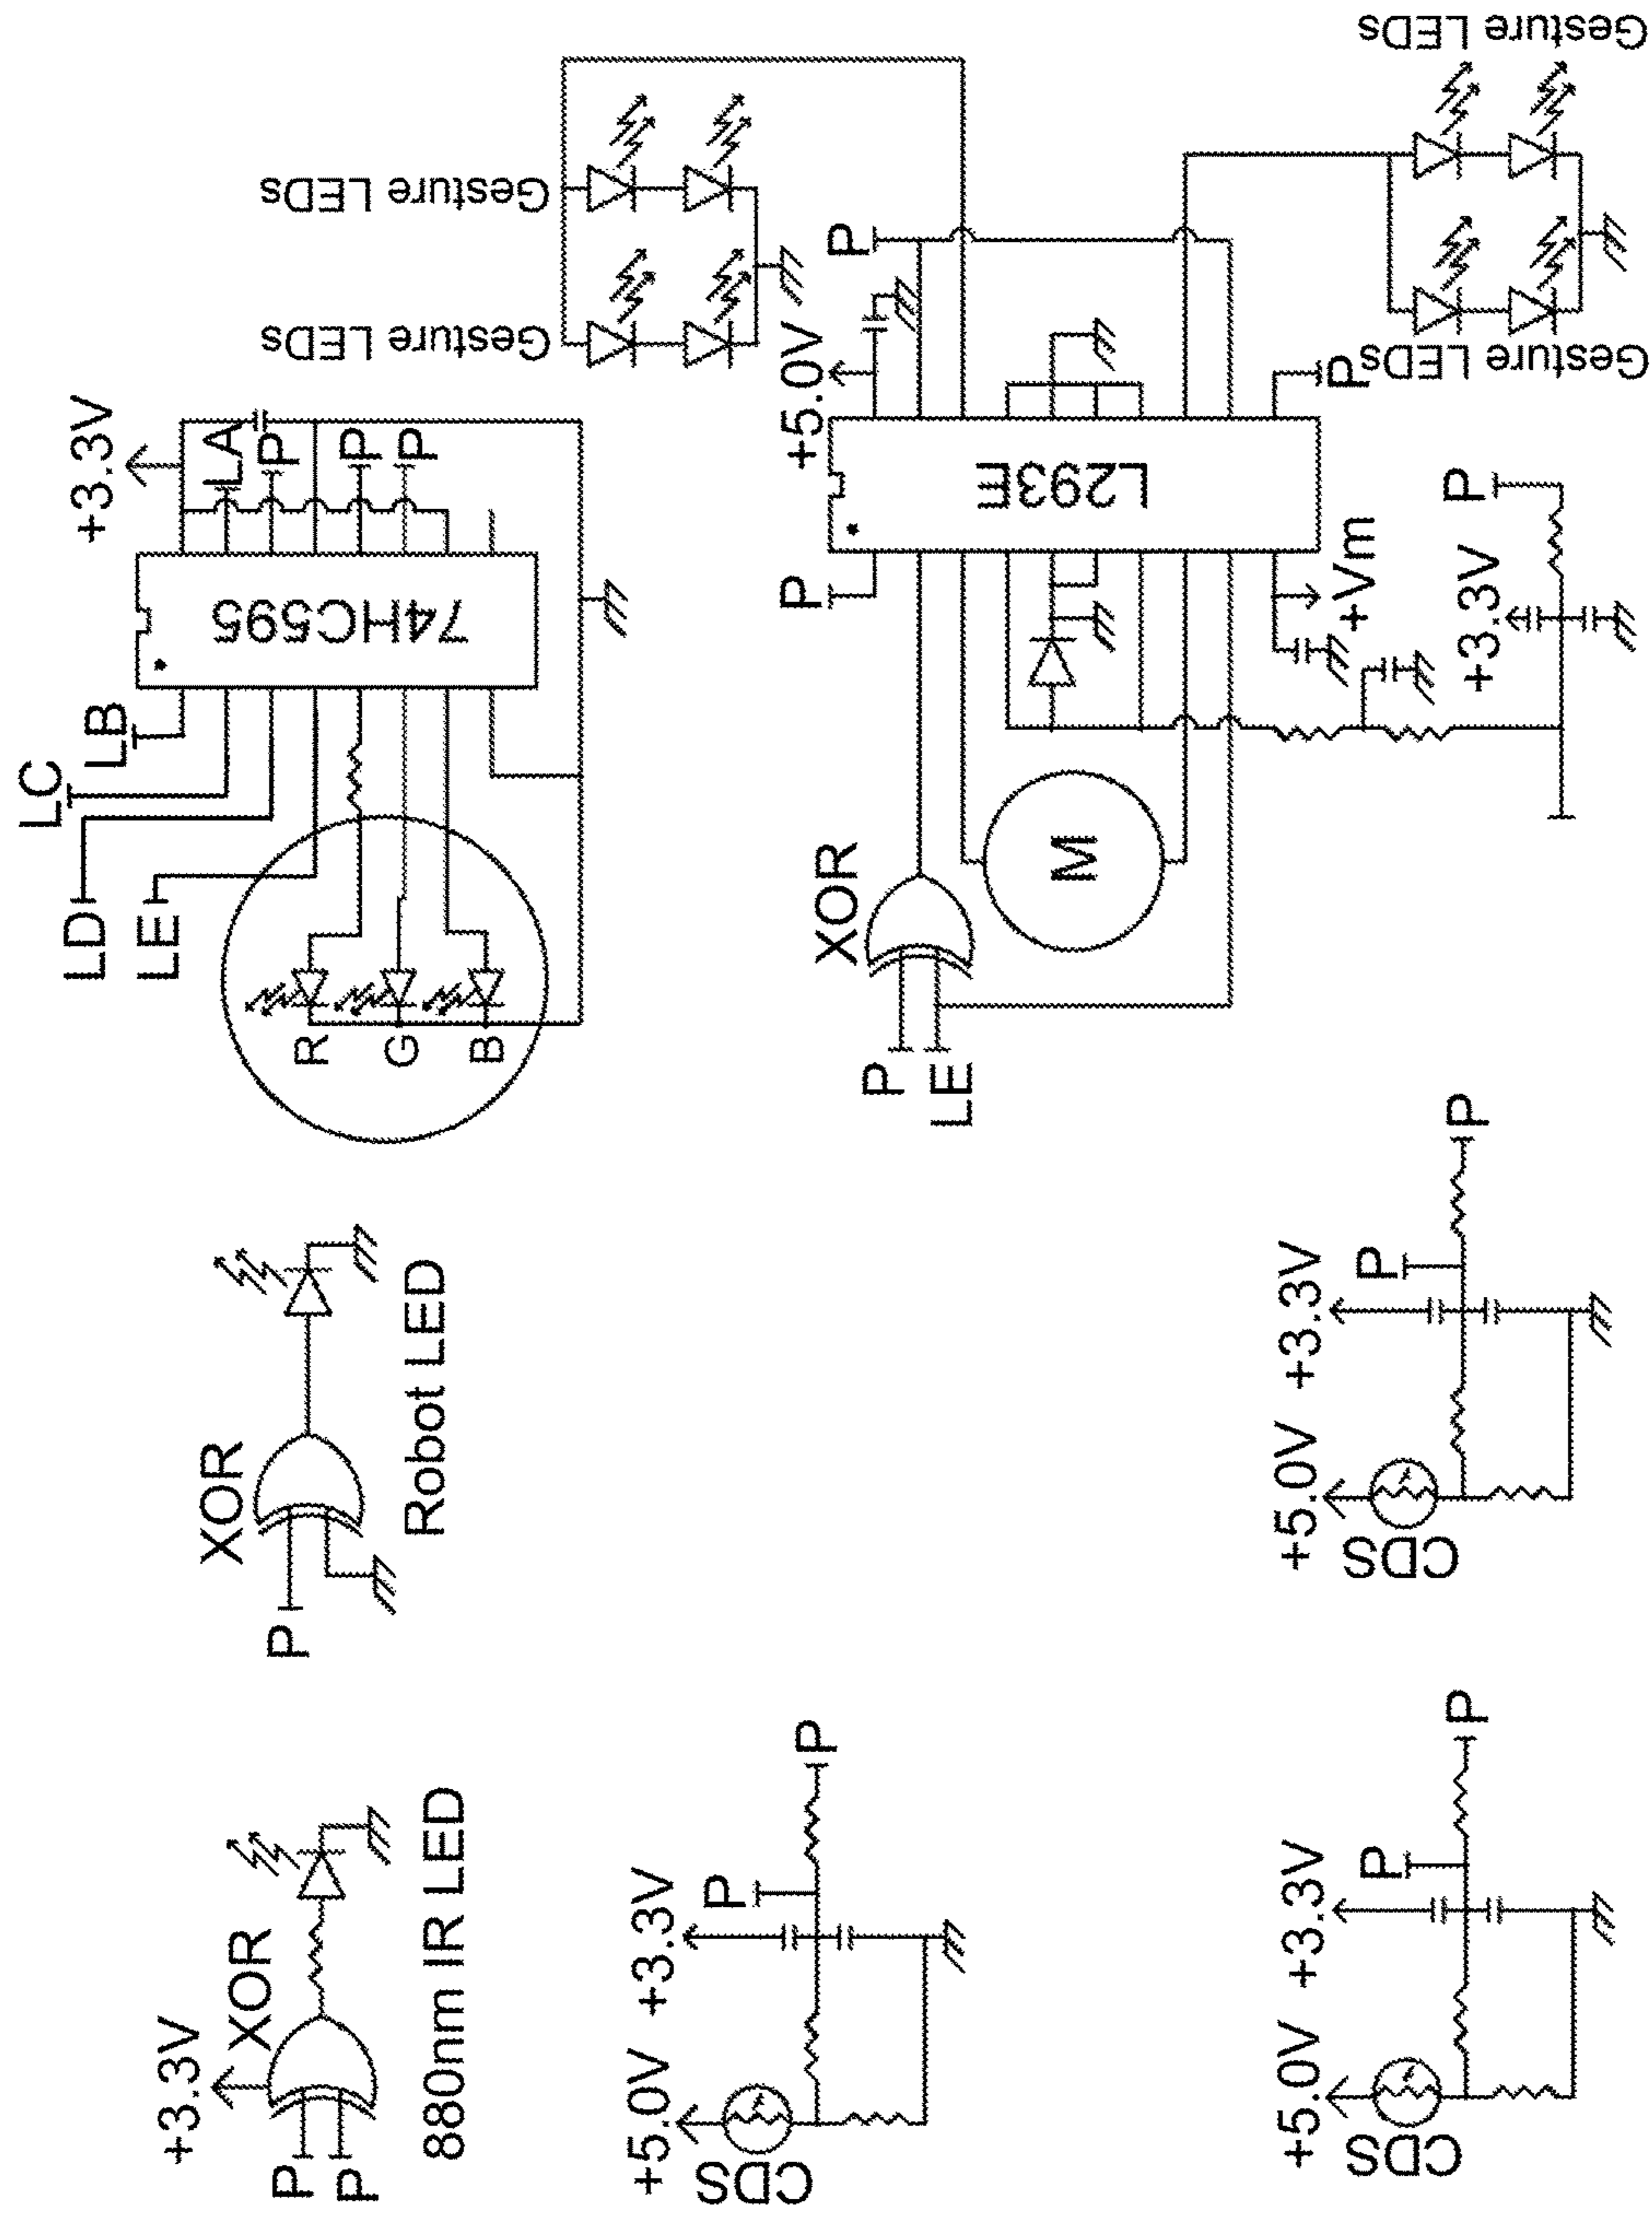 Gesture LEDs
Gesture LEDs
Gesture LEDs
Gesture LEDs
+3.3V
LA
P
P
P
74HC595
LB
LC
LD
LE
R
G
B
P
+5.0V
L293E
P
P
+Vm
P
+3.3V
XOR
M
P
LE
XOR
P
Robot LED
+3.3V
XOR
P
P
880nm IR LED
+5.0V
+3.3V
P
P
CDS
+5.0V
+3.3V
P
P
CDS
+5.0V
+3.3V
P
P
CDS